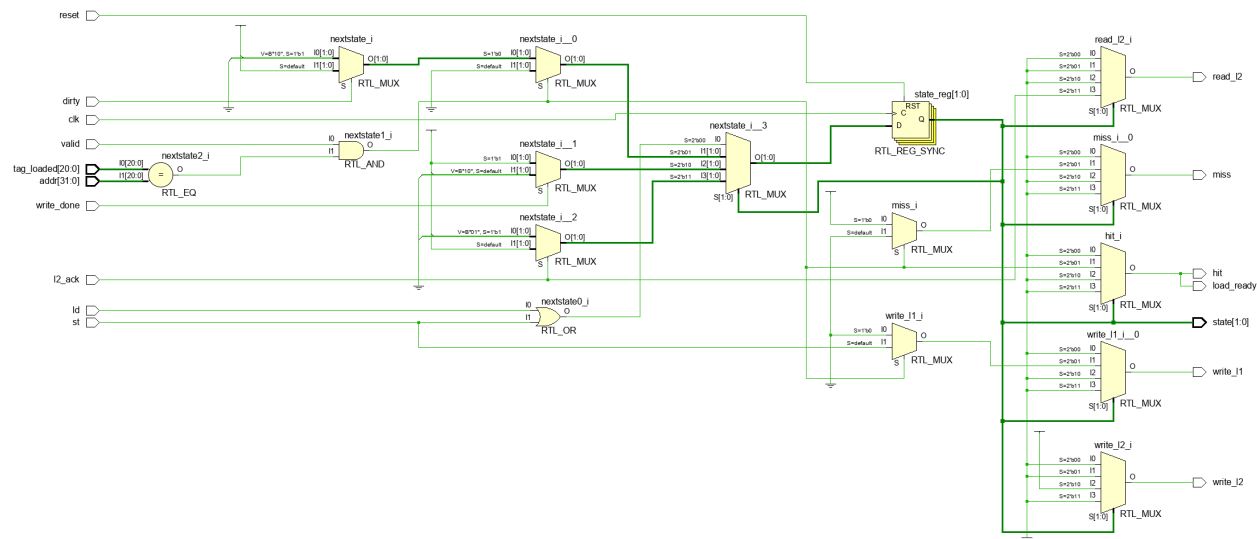 reset
dirty
clk
valid
tag_loaded[20:0]
addr[31:0]
write_done
l2_ack
ld
st
nextstate_i
V=B"10", S=1'b1 I0[1:0]
S=default I1[1:0]
O[1:0]
S
RTL_MUX
nextstate_i__0
S=1'b0 I0[1:0]
S=default I1[1:0]
O[1:0]
S
RTL_MUX
nextstate1_i
I0
I1
O
RTL_AND
nextstate2_i
I0[20:0]
I1[20:0]
=
O
RTL_EQ
nextstate_i__1
S=1'b1 I0[1:0]
V=B"10", S=default I1[1:0]
O[1:0]
S
RTL_MUX
nextstate_i__2
V=B"01", S=1'b1 I0[1:0]
S=default I1[1:0]
O[1:0]
S
RTL_MUX
nextstate0_i
I0
I1
O
RTL_OR
nextstate_i__3
S=2'b00 I0
S=2'b01 I1[1:0]
S=2'b10 I2[1:0]
S=2'b11 I3[1:0]
O[1:0]
S[1:0]
RTL_MUX
state_reg[1:0]
RST
C
D
Q
RTL_REG_SYNC
miss_i
S=1'b0 I0
S=default I1
O
S
RTL_MUX
write_l1_i
S=1'b0 I0
S=default I1
O
S
RTL_MUX
read_l2_i
S=2'b00 I0
S=2'b01 I1
S=2'b10 I2
S=2'b11 I3
O
S[1:0]
RTL_MUX
read_l2
miss_i__0
S=2'b00 I0
S=2'b01 I1
S=2'b10 I2
S=2'b11 I3
O
S[1:0]
RTL_MUX
miss
hit_i
S=2'b00 I0
S=2'b01 I1
S=2'b10 I2
S=2'b11 I3
O
S[1:0]
RTL_MUX
hit
load_ready
state[1:0]
write_l1_i__0
S=2'b00 I0
S=2'b01 I1
S=2'b10 I2
S=2'b11 I3
O
S[1:0]
RTL_MUX
write_l1
write_l2_i
S=2'b00 I0
S=2'b01 I1
S=2'b10 I2
S=2'b11 I3
O
S[1:0]
RTL_MUX
write_l2